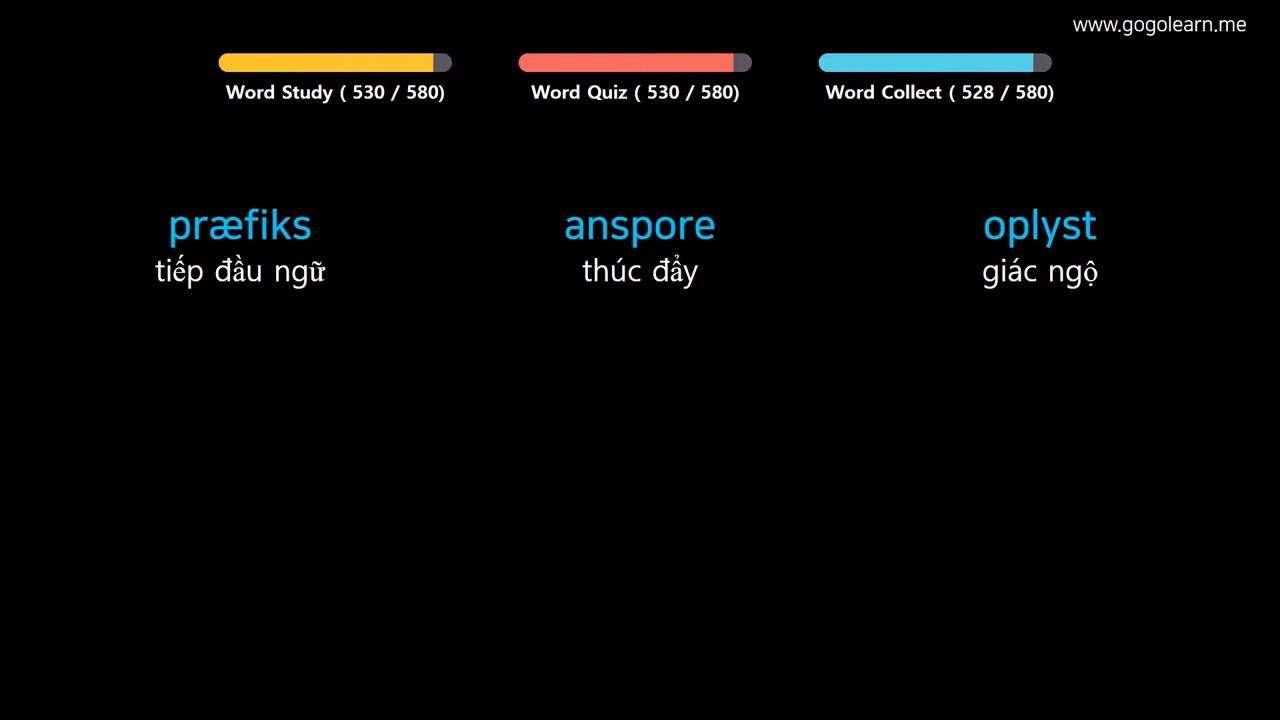 www.gogolearn.me
Word Study ( 530 / 580)
Word Quiz ( 530 / 580)
Word Collect ( 528 / 580)
præfiks
tiếp đầu ngữ
anspore
thúc đẩy
oplyst
giác ngộ